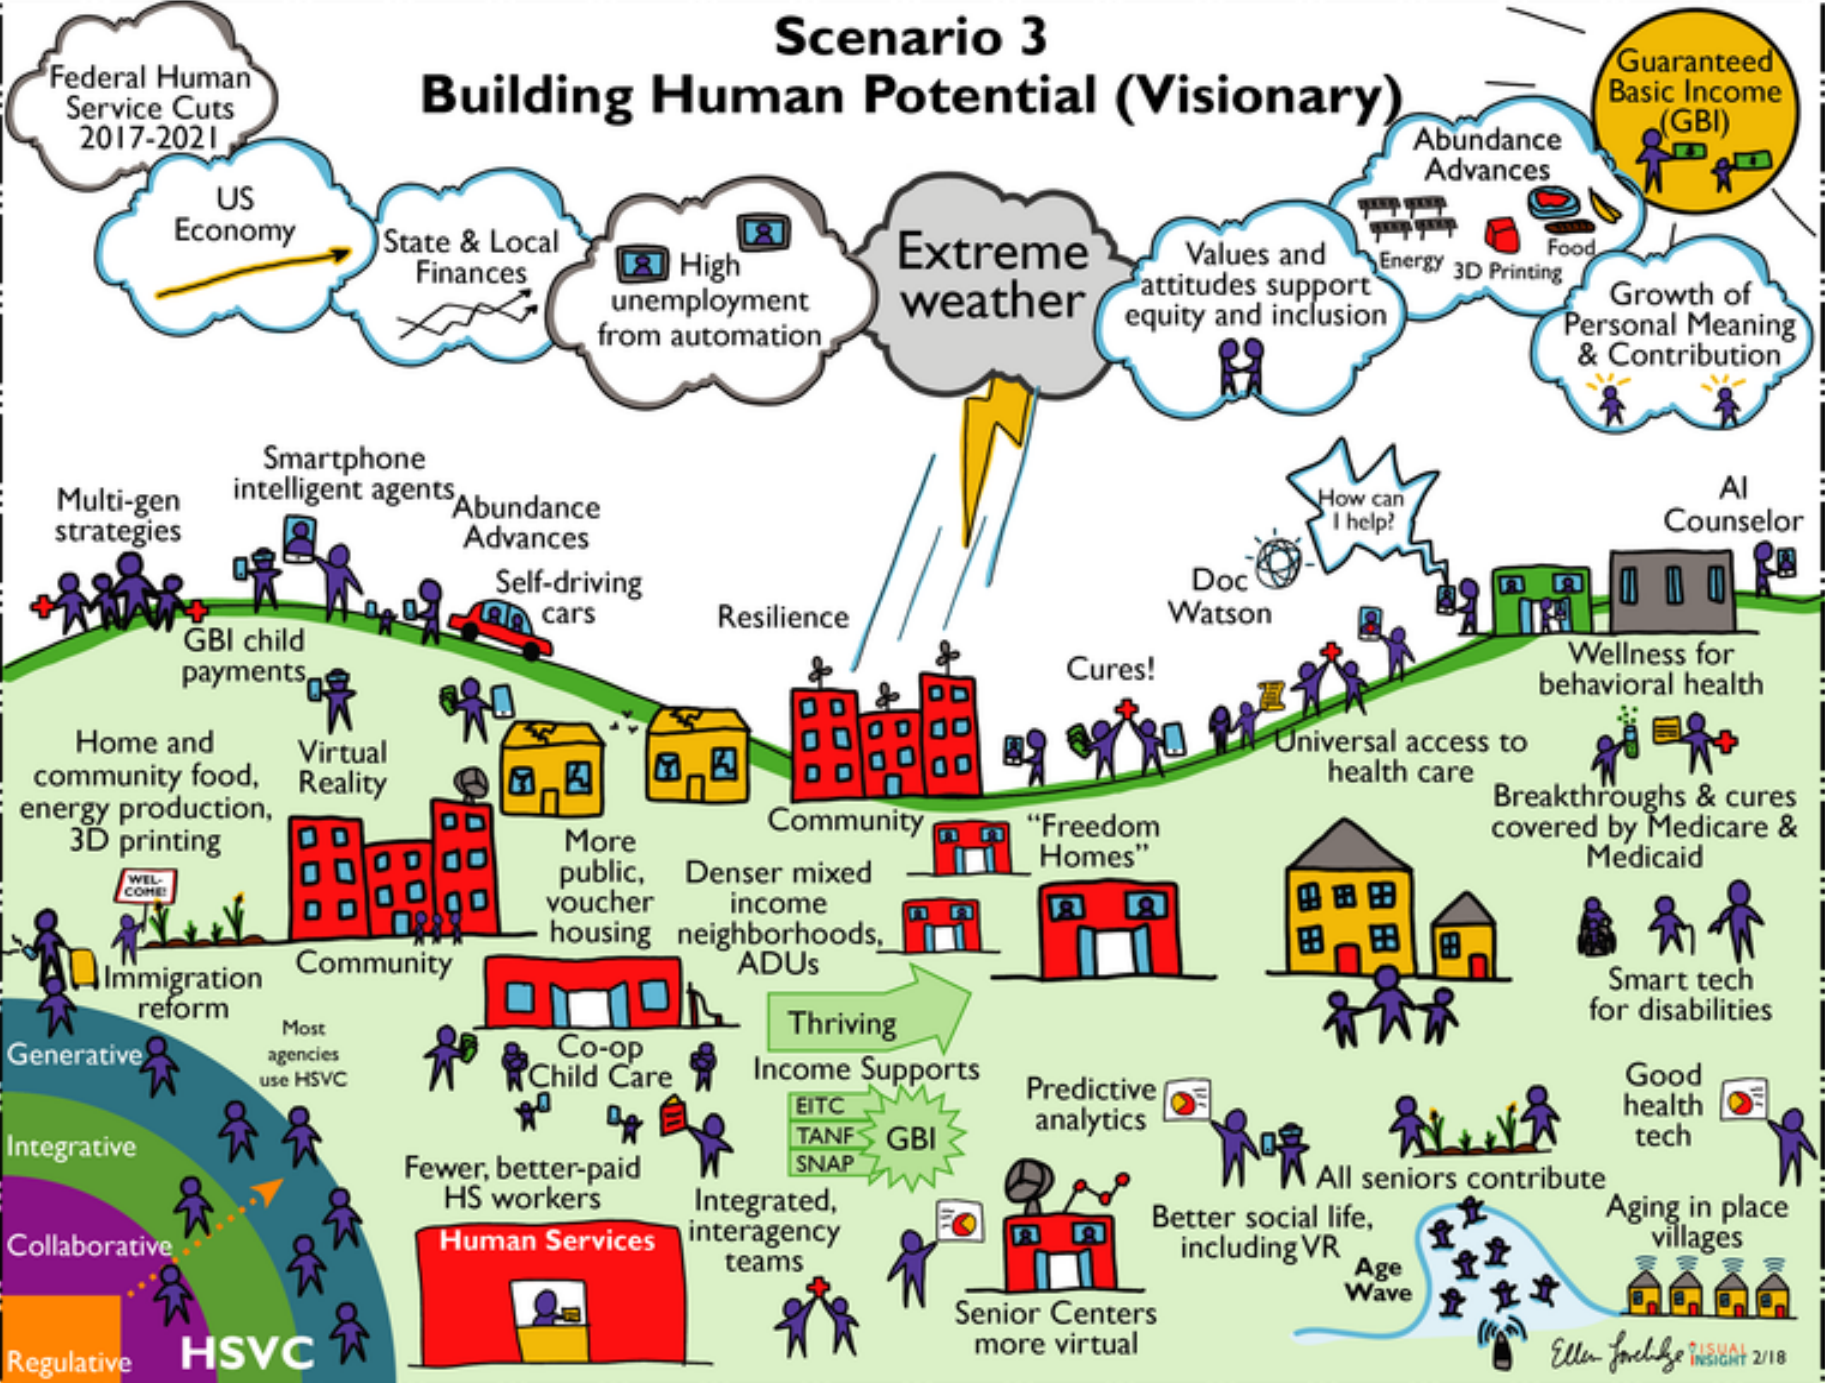 Scenario 3
Building Human Potential (Visionary)
Federal Human
Service Cuts
2017-2021
US
Economy
State & Local
Finances
High
unemployment
from automation
Extreme
weather
Values and
attitudes support
equity and inclusion
Abundance
Advances
Energy
3D Printing
Food
Guaranteed
Basic Income
(GBI)
Growth of
Personal Meaning
& Contribution
Multi-gen
strategies
Smartphone
intelligent agents
Abundance
Advances
Self-driving
cars
GBI child
payments
Resilience
Cures!
Doc
Watson
How can
I help?
AI
Counselor
Wellness for
behavioral health
Universal access to
health care
Breakthroughs & cures
covered by Medicare &
Medicaid
Home and
community food,
energy production,
3D printing
Virtual
Reality
WEL-
COME!
Immigration
reform
Community
More
public,
voucher
housing
Denser mixed
income
neighborhoods,
ADUs
Community
"Freedom
Homes"
Smart tech
for disabilities
Thriving
Income Supports
EITC
TANF
SNAP
GBI
Co-op
Child Care
Most
agencies
use HSVC
Generative
Integrative
Collaborative
Regulative
HSVC
Fewer, better-paid
HS workers
Human Services
Integrated,
interagency
teams
Predictive
analytics
Senior Centers
more virtual
Better social life,
including VR
All seniors contribute
Good
health
tech
Age
Wave
Aging in place
villages
Ellen Lovelidge
VISUAL
INSIGHT
2/18